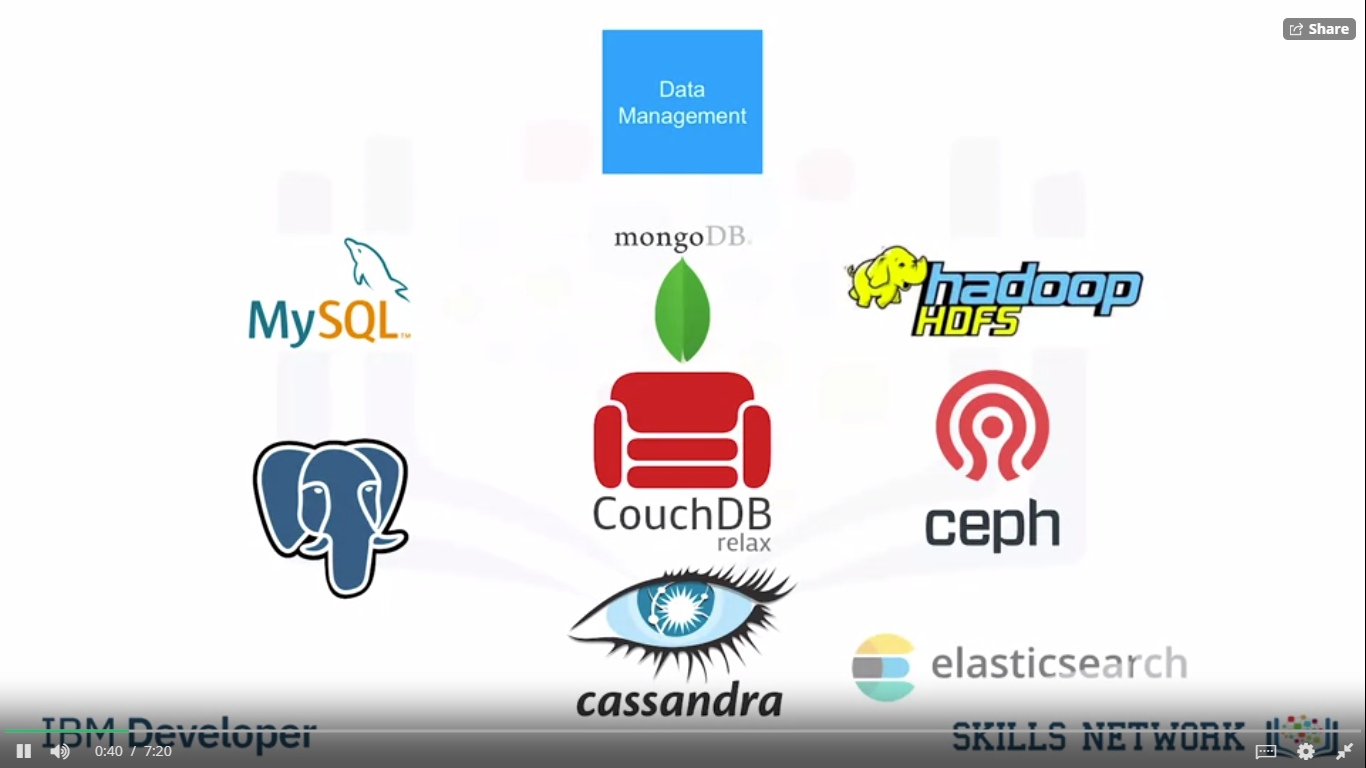 Share
Data
Management
mongoDB®
MySQL™
hadoop
HDFS
CouchDB
relax
ceph
cassandra
elasticsearch
IBM Developer
SKILLS NETWORK
0:40 / 7:20